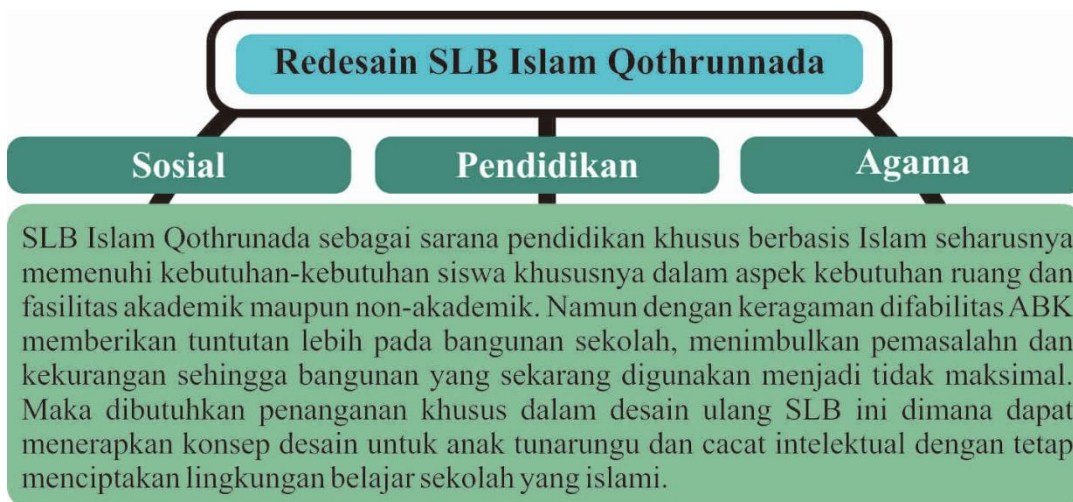 Redesain SLB Islam Qothrunnada
Sosial
Pendidikan
Agama
SLB Islam Qothrunada sebagai sarana pendidikan khusus berbasis Islam seharusnya
memenuhi kebutuhan-kebutuhan siswa khususnya dalam aspek kebutuhan ruang dan
fasilitas akademik maupun non-akademik. Namun dengan keragaman difabilitas ABK
memberikan tuntutan lebih pada bangunan sekolah, menimbulkan pemasalahn dan
kekurangan sehingga bangunan yang sekarang digunakan menjadi tidak maksimal.
Maka dibutuhkan penanganan khusus dalam desain ulang SLB ini dimana dapat
menerapkan konsep desain untuk anak tunarungu dan cacat intelektual dengan tetap
menciptakan lingkungan belajar sekolah yang islami.